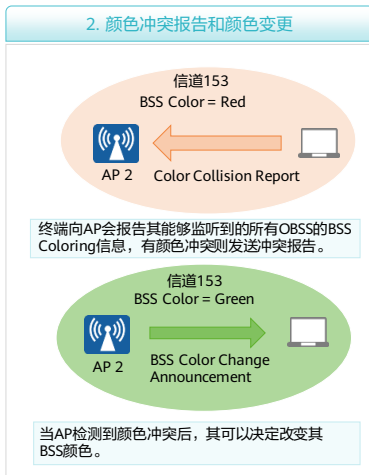 2. 颜色冲突报告和颜色变更
信道153
BSS Color = Red
AP 2
Color Collision Report
终端向AP会报告其能够监听到的所有OBSS的BSS
Coloring信息，有颜色冲突则发送冲突报告。
信道153
BSS Color = Green
AP 2
BSS Color Change
Announcement
当AP检测到颜色冲突后，其可以决定改变其
BSS颜色。